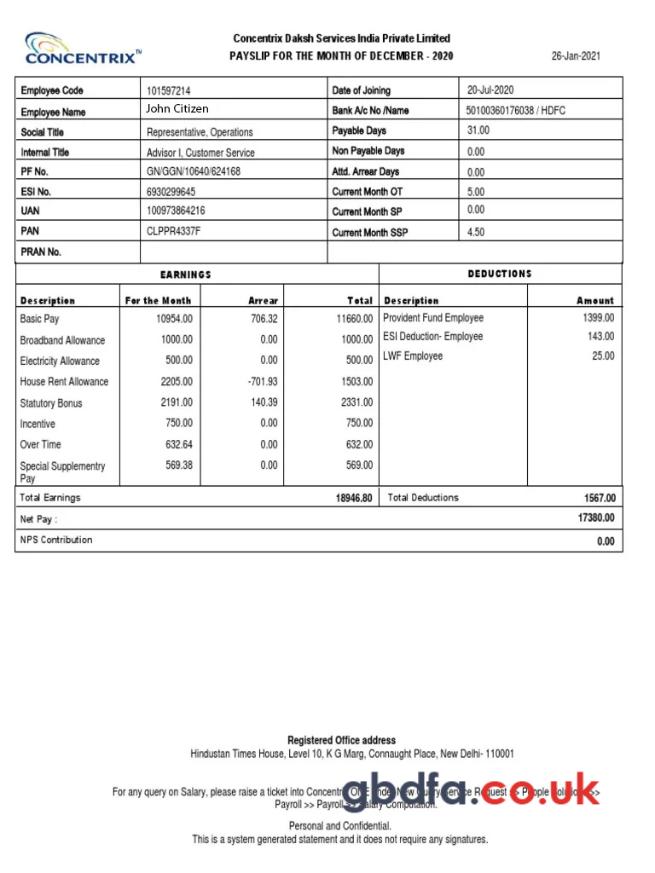 CONCENTRIX™
Concentrix Daksh Services India Private Limited
PAYSLIP FOR THE MONTH OF DECEMBER - 2020
26-Jan-2021
Employee Code 101597214 Date of Joining 20-Jul-2020
Employee Name John Citizen Bank A/c No /Name 50100360176038 / HDFC
Social Title Representative, Operations Payable Days 31.00
Internal Title Advisor I, Customer Service Non Payable Days 0.00
PF No. GN/GGN/10640/624168 Attd. Arrear Days 0.00
ESI No. 6930299645 Current Month OT 5.00
UAN 100973864216 Current Month SP 0.00
PAN CLPPR4337F Current Month SSP 4.50
PRAN No.
EARNINGS DEDUCTIONS
Description For the Month Arrear Total Description Amount
Basic Pay 10954.00 706.32 11660.00 Provident Fund Employee 1399.00
Broadband Allowance 1000.00 0.00 1000.00 ESI Deduction- Employee 143.00
Electricity Allowance 500.00 0.00 500.00 LWF Employee 25.00
House Rent Allowance 2205.00 -701.93 1503.00
Statutory Bonus 2191.00 140.39 2331.00
Incentive 750.00 0.00 750.00
Over Time 632.64 0.00 632.00
Special Supplementry 569.38 0.00 569.00
Pay
Total Earnings 18946.80 Total Deductions 1567.00
Net Pay : 17380.00
NPS Contribution 0.00
Registered Office address
Hindustan Times House, Level 10, K G Marg, Connaught Place, New Delhi- 110001
For any query on Salary, please raise a ticket into Concentrix ONE under New Query/Service Request >> People Solutions >>
Payroll >> Payroll >> Salary Computation.
gbdfa.co.uk
Personal and Confidential.
This is a system generated statement and it does not require any signatures.